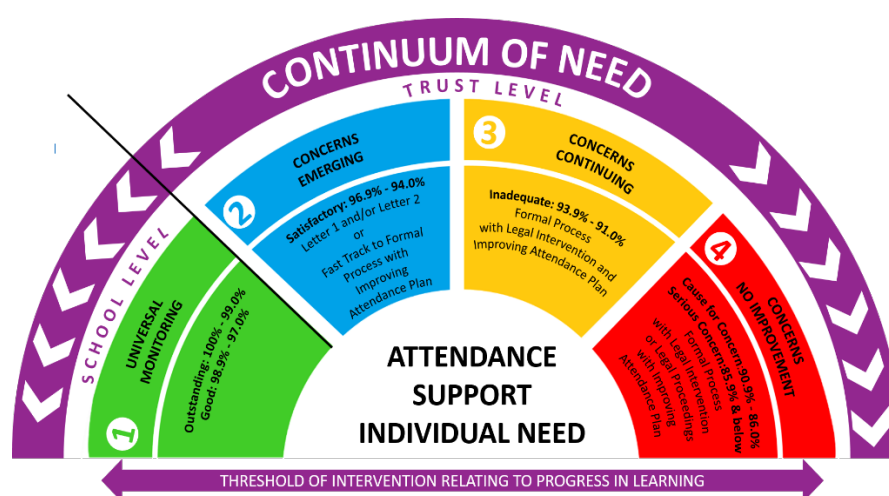 CONTINUUM OF NEED
TRUST LEVEL
SCHOOL LEVEL
1
UNIVERSAL
MONITORING
Outstanding: 100% - 99.0%
Good: 98.9% - 97.0%
2
CONCERNS
EMERGING
Satisfactory: 96.9% - 94.0%
Letter 1 and/or Letter 2
or
Fast Track to Formal
Process with
Improving
Attendance Plan
3
CONCERNS
CONTINUING
Inadequate: 93.9% - 91.0%
Formal Process
with Legal Intervention and
Improving Attendance Plan
4
CONCERNS
NO IMPROVEMENT
Cause for Concern:90.9% - 86.0%
Serious Concern:85.9% & below
Formal Process
with Legal Intervention
or Legal Proceedings
with Improving
Attendance Plan
ATTENDANCE
SUPPORT
INDIVIDUAL NEED
THRESHOLD OF INTERVENTION RELATING TO PROGRESS IN LEARNING